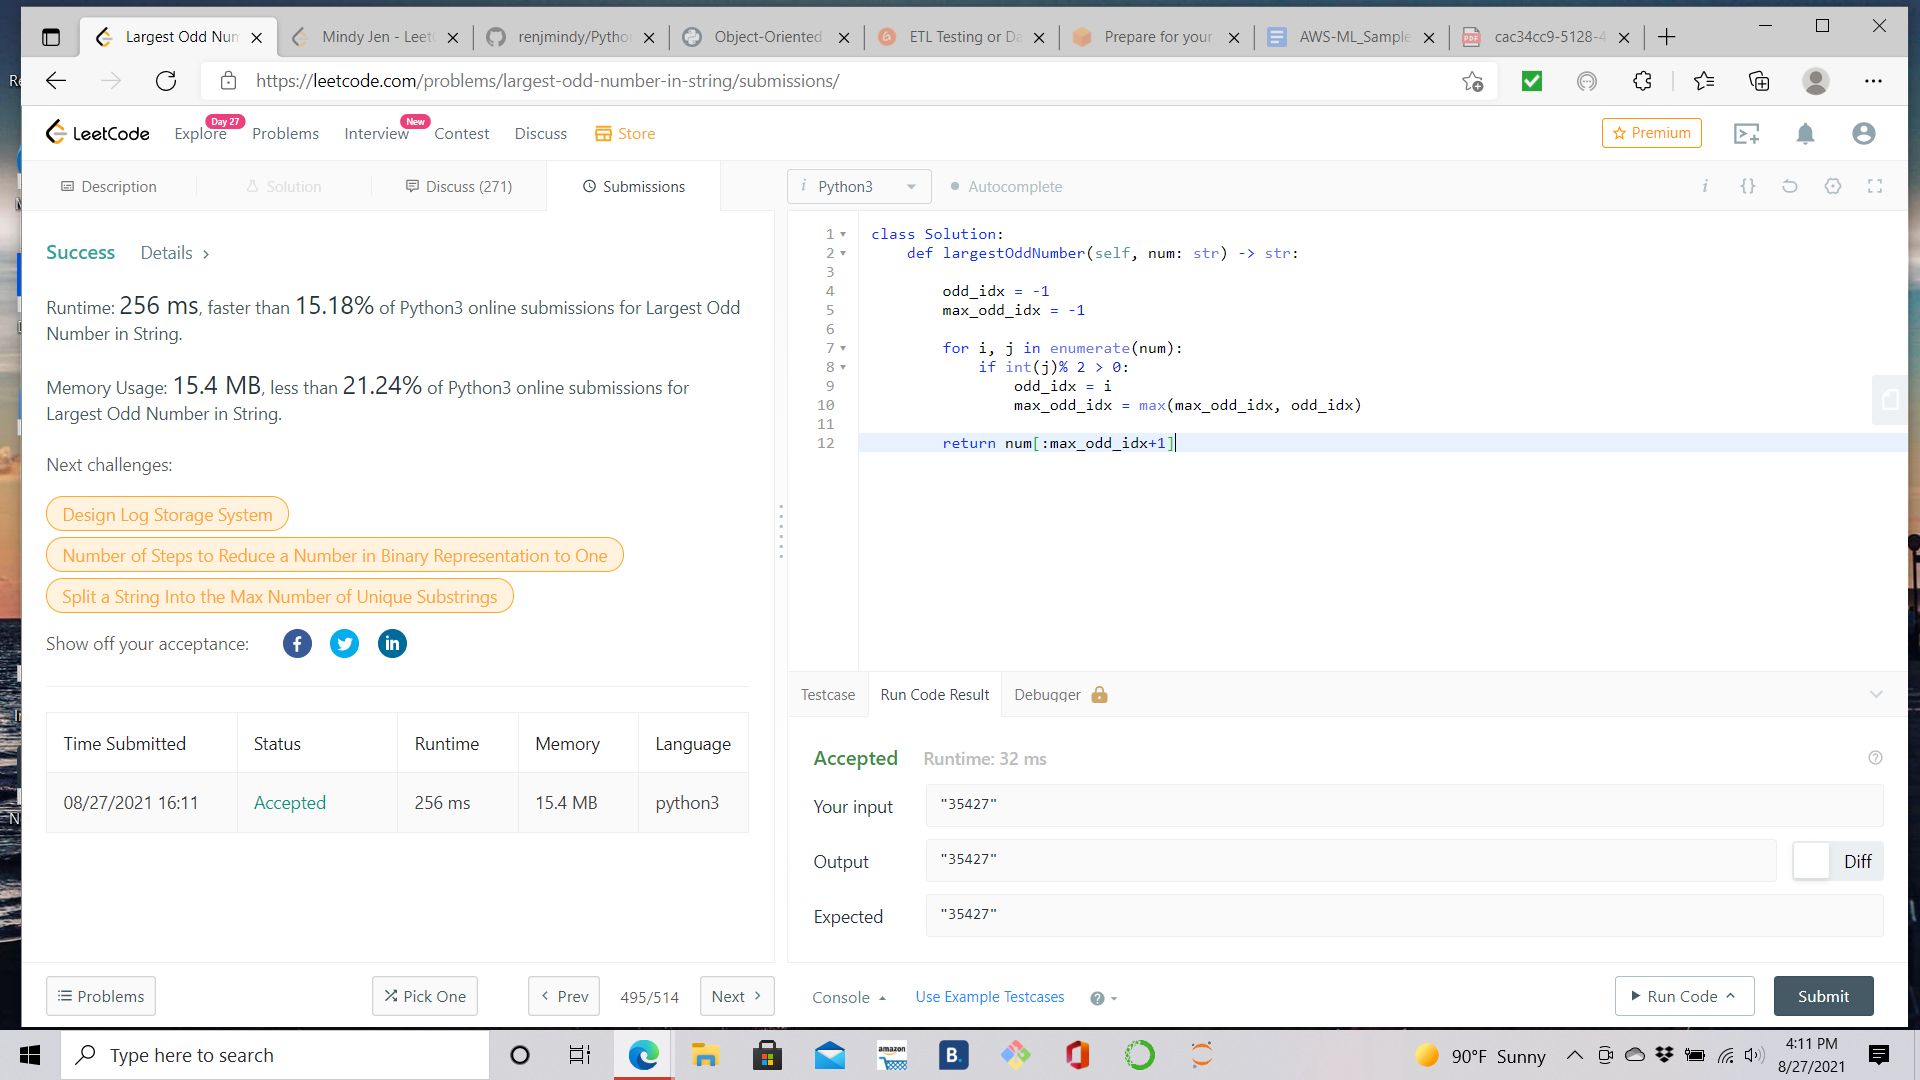 Largest Odd Num
Mindy Jen - Leet
renjmindy/Pytho
Object-Oriented
ETL Testing or Da
Prepare for your
AWS-ML_Sample
cac34cc9-5128-4
https://leetcode.com/problems/largest-odd-number-in-string/submissions/
LeetCode
Explore
Day 27
Problems
Interview
New
Contest
Discuss
Store
Premium
Description
Solution
Discuss (271)
Submissions
i Python3
Autocomplete
i
{}
Success
Details
Runtime: 256 ms, faster than 15.18% of Python3 online submissions for Largest Odd
Number in String.
Memory Usage: 15.4 MB, less than 21.24% of Python3 online submissions for
Largest Odd Number in String.
Next challenges:
Design Log Storage System
Number of Steps to Reduce a Number in Binary Representation to One
Split a String Into the Max Number of Unique Substrings
Show off your acceptance:
Time Submitted Status Runtime Memory Language
08/27/2021 16:11 Accepted 256 ms 15.4 MB python3
1 class Solution:
2 def largestOddNumber(self, num: str) -> str:
3
4 odd_idx = -1
5 max_odd_idx = -1
6
7 for i, j in enumerate(num):
8 if int(j)% 2 > 0:
9 odd_idx = i
10 max_odd_idx = max(max_odd_idx, odd_idx)
11
12 return num[:max_odd_idx+1]
Testcase
Run Code Result
Debugger
Accepted
Runtime: 32 ms
Your input
"35427"
Output
"35427"
Diff
Expected
"35427"
Problems
Pick One
Prev
495/514
Next
Console
Use Example Testcases
Run Code
Submit
Type here to search
amazon
B.
90°F Sunny
4:11 PM
8/27/2021